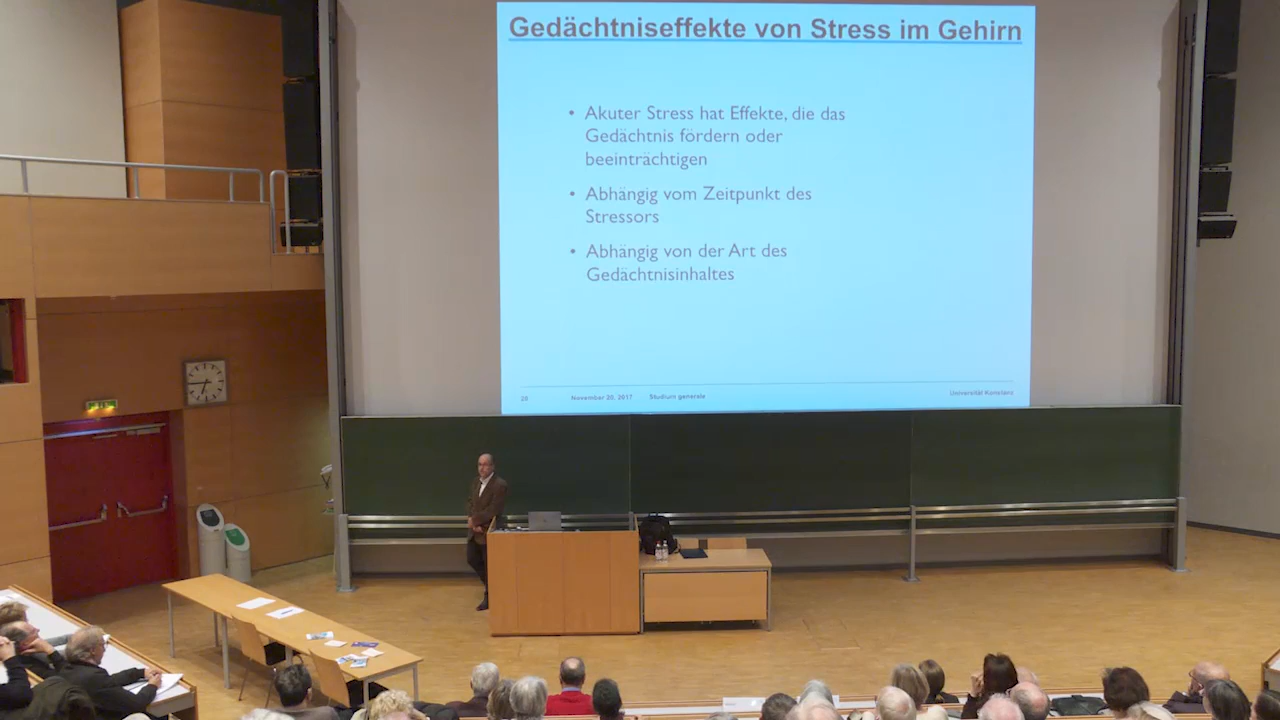 Gedächtniseffekte von Stress im Gehirn
• Akuter Stress hat Effekte, die das
Gedächtnis fördern oder
beeinträchtigen
• Abhängig vom Zeitpunkt des
Stressors
• Abhängig von der Art des
Gedächtnisinhaltes
November 20, 2017 Studium generale Universität Konstanz